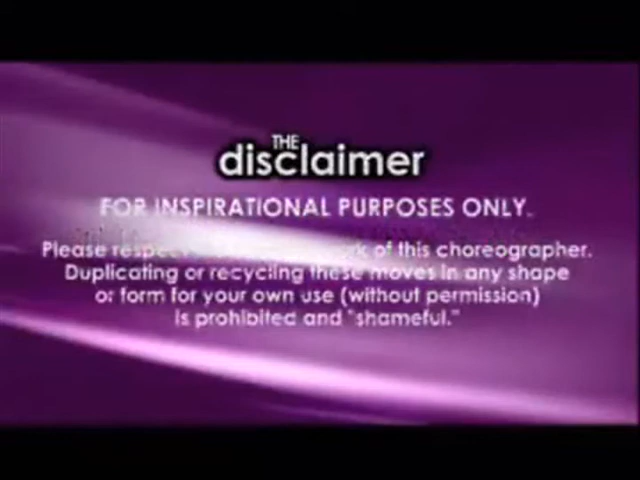 THE
disclaimer
FOR INSPIRATIONAL PURPOSES ONLY.
Please respect of this choreographer.
Duplicating or recycling these moves in any shape
or form for your own use (without permission)
is prohibited and "shameful."